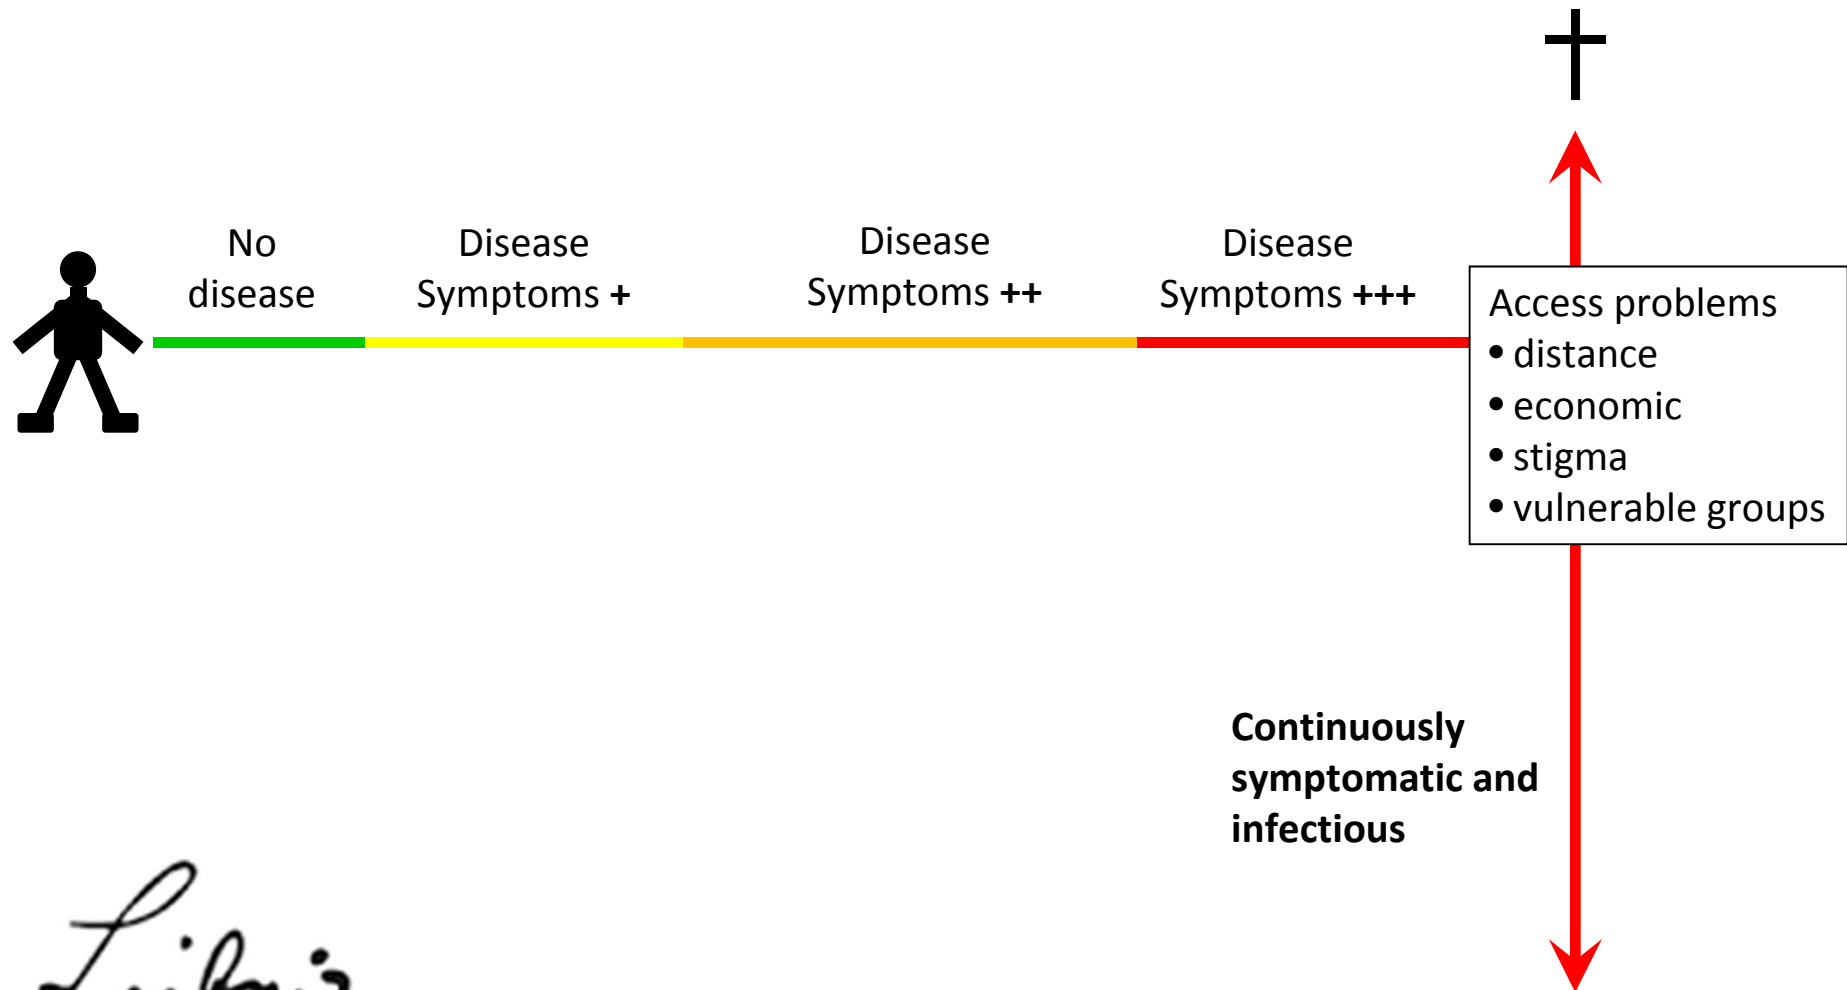 No
disease
Disease
Symptoms +
Disease
Symptoms ++
Disease
Symptoms +++
Access problems
• distance
• economic
• stigma
• vulnerable groups
Continuously
symptomatic and
infectious